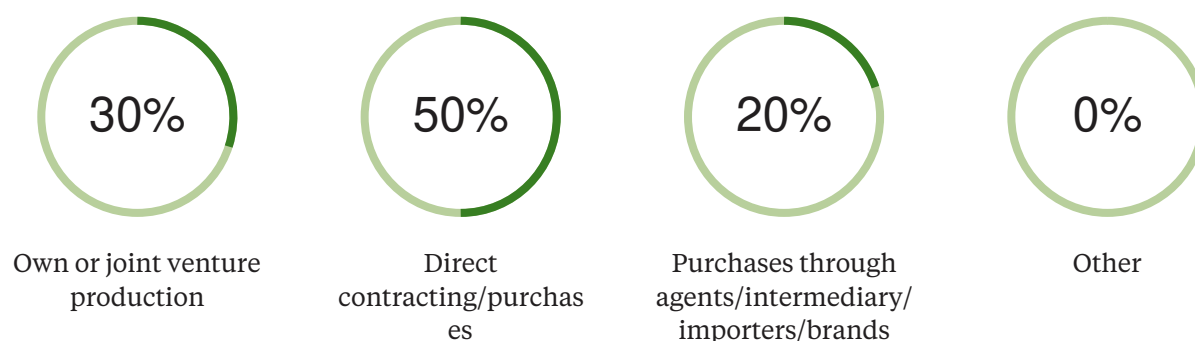 30%
50%
20%
0%
Own or joint venture
production
Direct
contracting/purchas
es
Purchases through
agents/intermediary/
importers/brands
Other